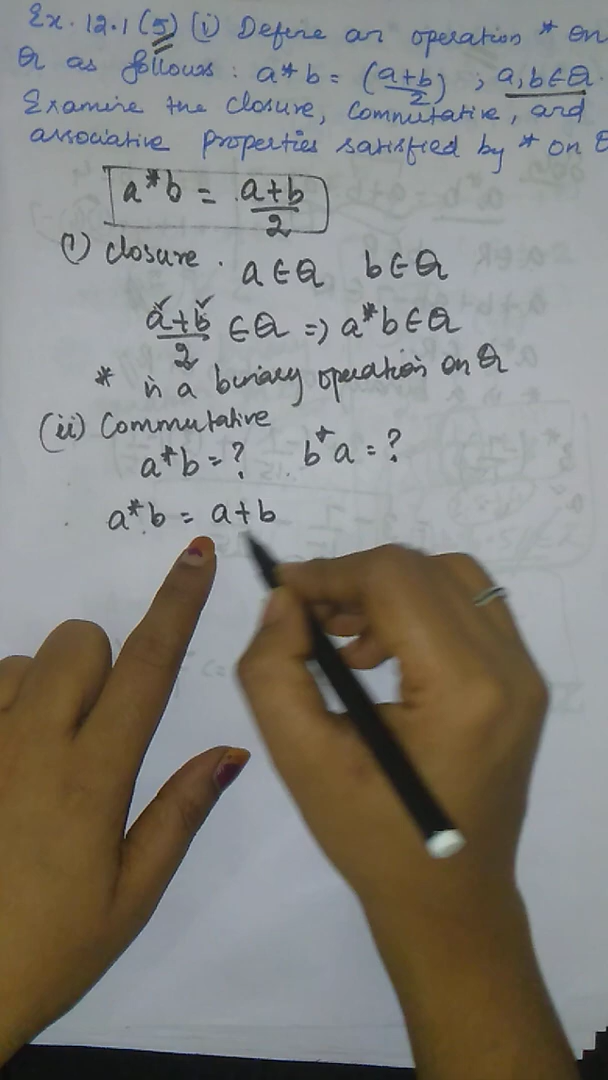 Ex. 12.1 (5) (i) Define an operation * on
Q as follows: a*b = (a+b/2) ; a,b∈Q.
Examine the closure, commutative, and
associative properties satisfied by * on Q
a*b = a+b/2
(i) closure. a∈Q b∈Q
a+b/2 ∈Q => a*b∈Q
* is a binary operation on Q
(ii) Commutative
a*b = ? b*a = ?
a*b = a+b